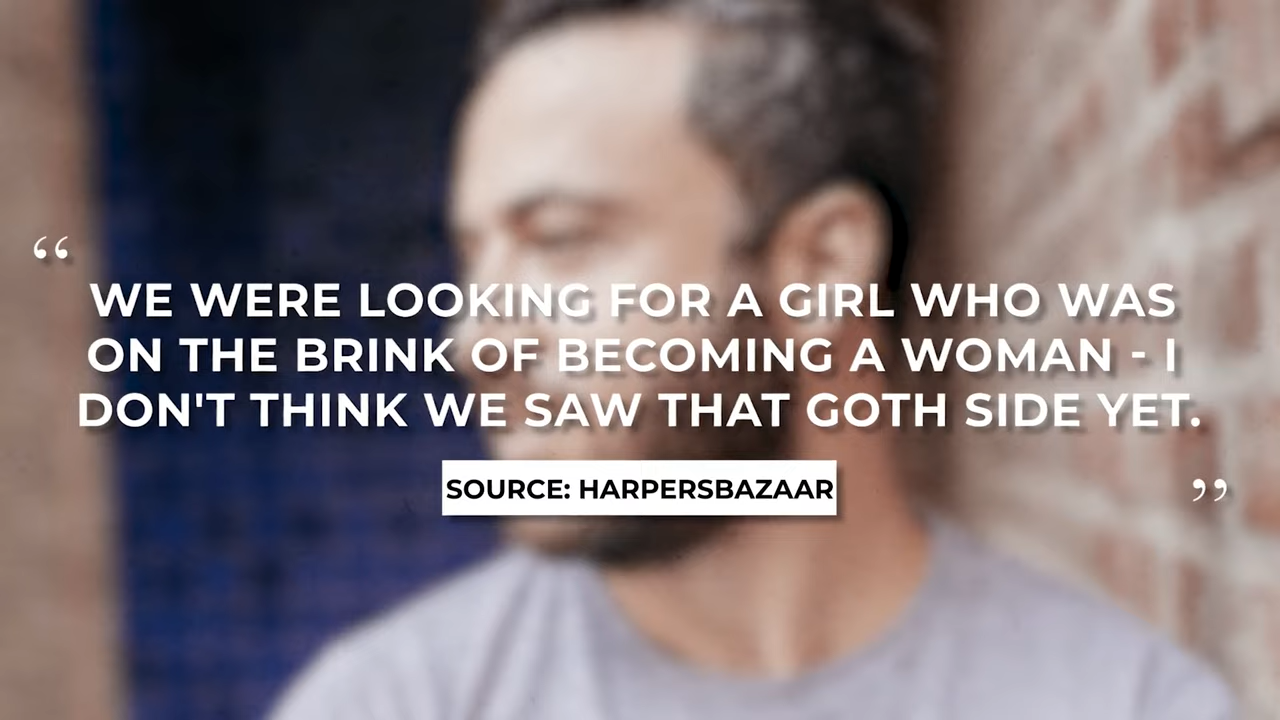 “
WE WERE LOOKING FOR A GIRL WHO WAS
ON THE BRINK OF BECOMING A WOMAN - I
DON'T THINK WE SAW THAT GOTH SIDE YET.
SOURCE: HARPERSBAZAAR
”